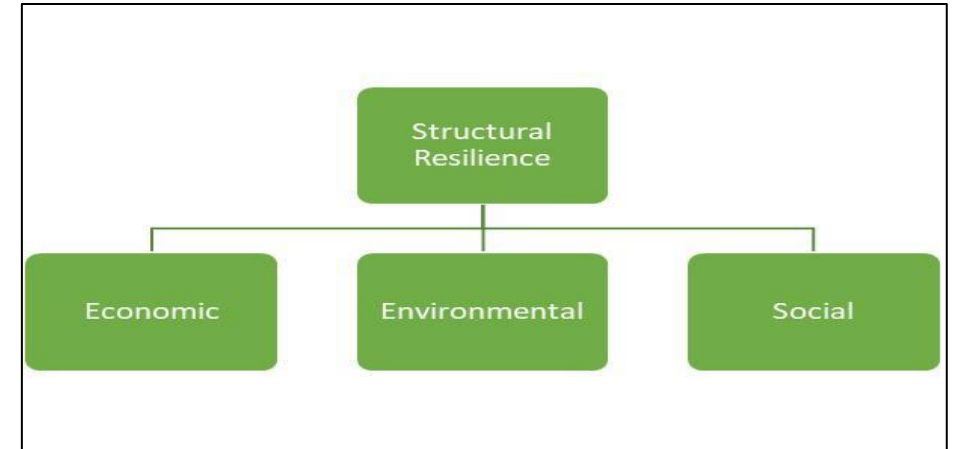 Structural
Resilience
Economic
Environmental
Social